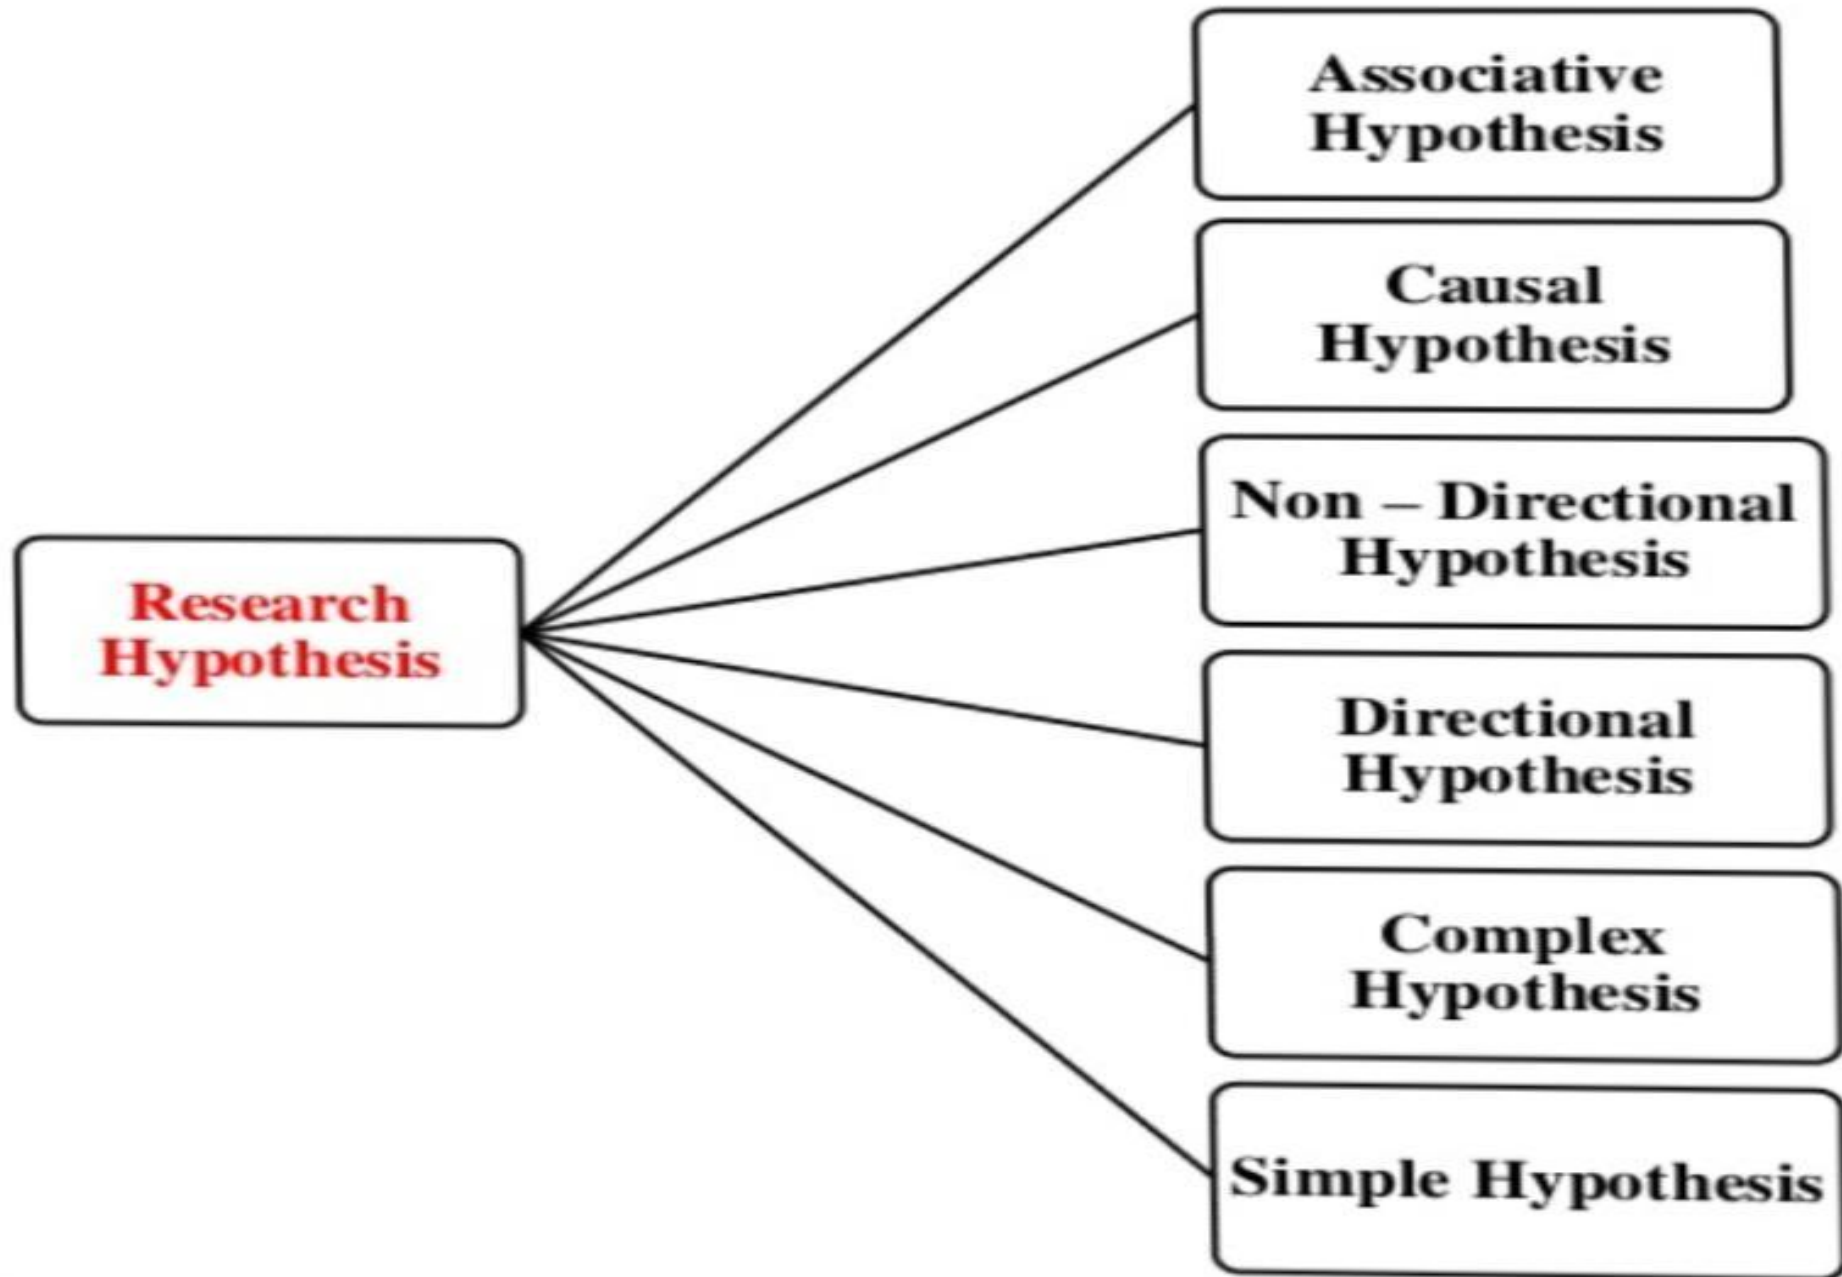 Associative
Hypothesis
Causal
Hypothesis
Non – Directional
Hypothesis
Research
Hypothesis
Directional
Hypothesis
Complex
Hypothesis
Simple Hypothesis